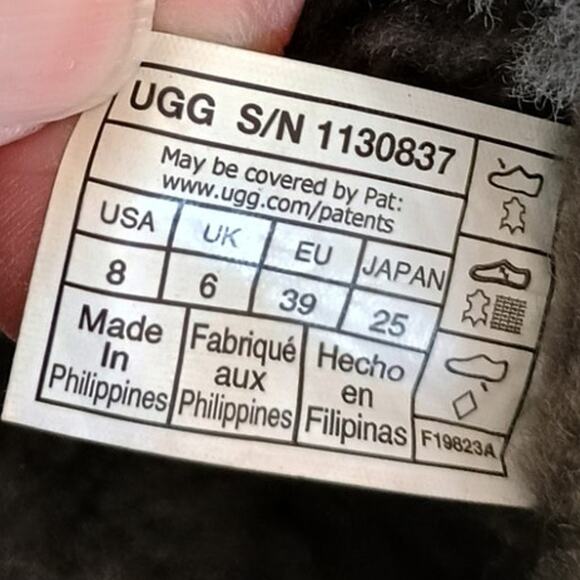 UGG S/N 1130837
May be covered by Pat:
www.ugg.com/patents
USA UK EU JAPAN
8 6 39 25
Made In Philippines
Fabriqué aux Philippines
Hecho en Filipinas
F19823A